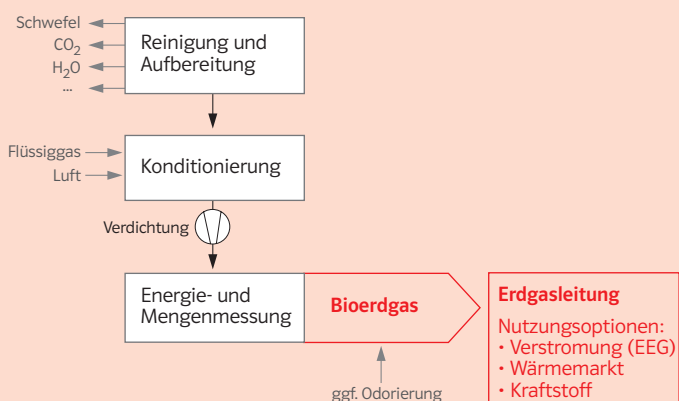 Schwefel
CO₂
H₂O
...
Reinigung und
Aufbereitung
Flüssiggas
Luft
Konditionierung
Verdichtung
Energie- und
Mengenmessung
Bioerdgas
ggf. Odorierung
Erdgasleitung
Nutzungsoptionen:
• Verstromung (EEG)
• Wärmemarkt
• Kraftstoff